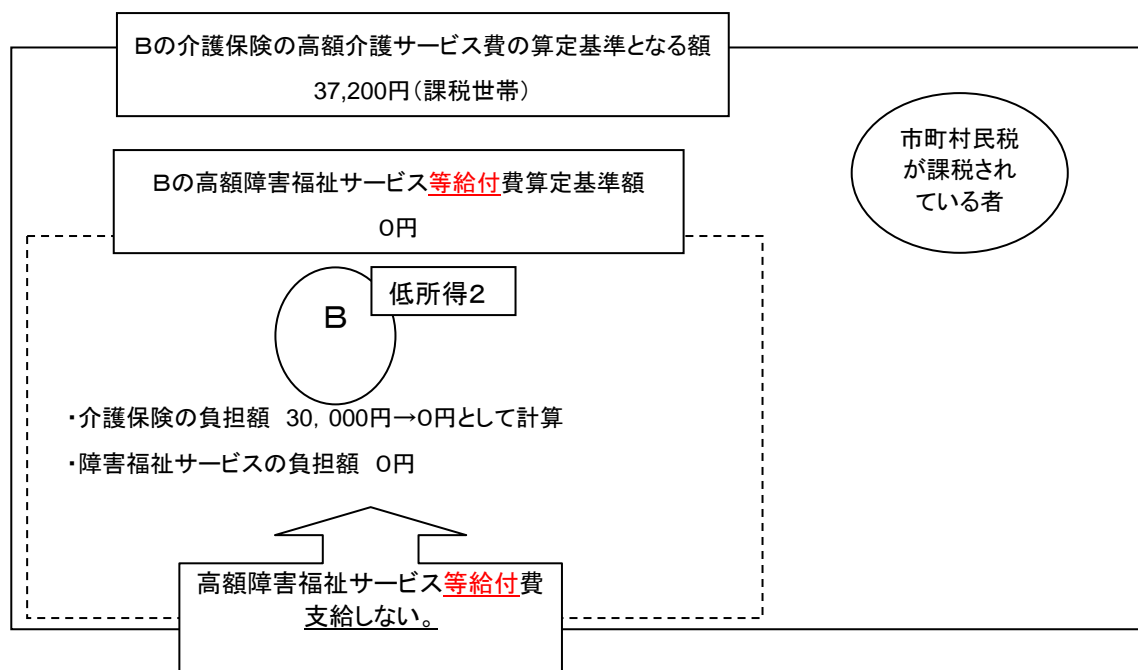 Bの介護保険の高額介護サービス費の算定基準となる額
37,200円（課税世帯）
市町村民税
が課税され
ている者
Bの高額障害福祉サービス等給付費算定基準額
０円
B
低所得２
・介護保険の負担額 30，000円→０円として計算
・障害福祉サービスの負担額 ０円
高額障害福祉サービス等給付費
支給しない。